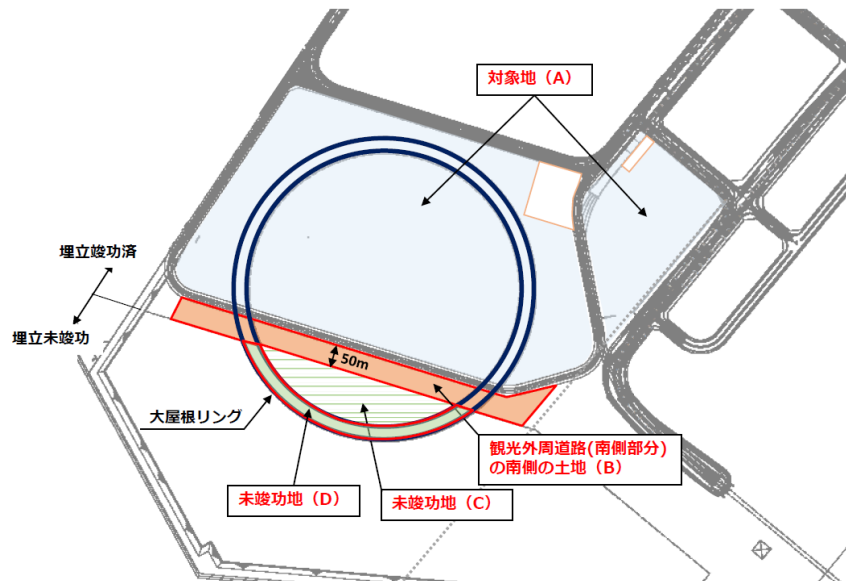 対象地（A）
埋立竣功済
埋立未竣功
50m
大屋根リング
観光外周道路(南側部分)
の南側の土地（B）
未竣功地（D）
未竣功地（C）